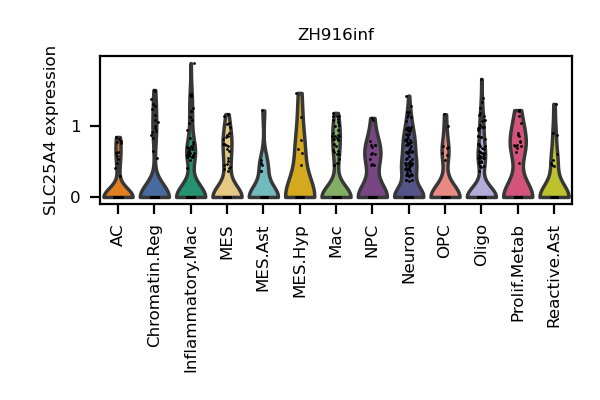 ZH916inf
SLC25A4 expression
1
0
AC
Chromatin.Reg
Inflammatory.Mac
MES
MES.Ast
MES.Hyp
Mac
NPC
Neuron
OPC
Oligo
Prolif.Metab
Reactive.Ast